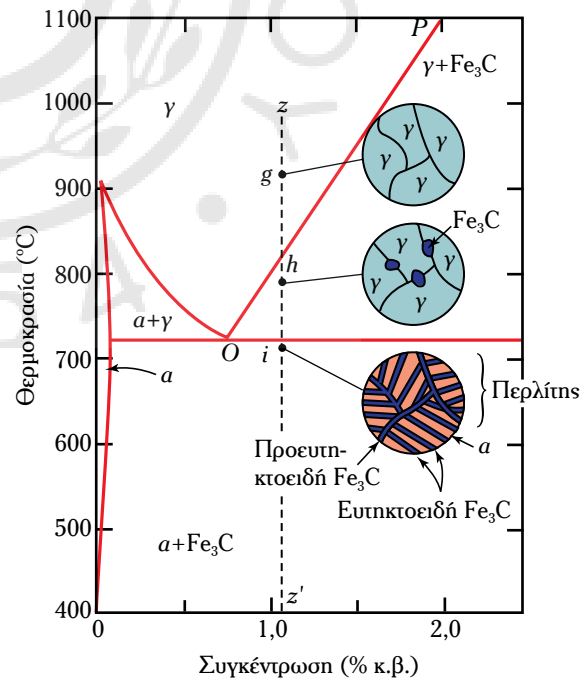 1100
P
γ+Fe₃C
1000
γ
z
γ
γ
γ
γ
g
900
Fe₃C
γ
γ
γ
h
800
Θερμοκρασία (°C)
a+γ
O
i
700
a
Περλίτης
a
600
Προευτη-
κτοειδή Fe₃C
Ευτηκτοειδή Fe₃C
500
a+Fe₃C
400
z'
0
1,0
2,0
Συγκέντρωση (% κ.β.)